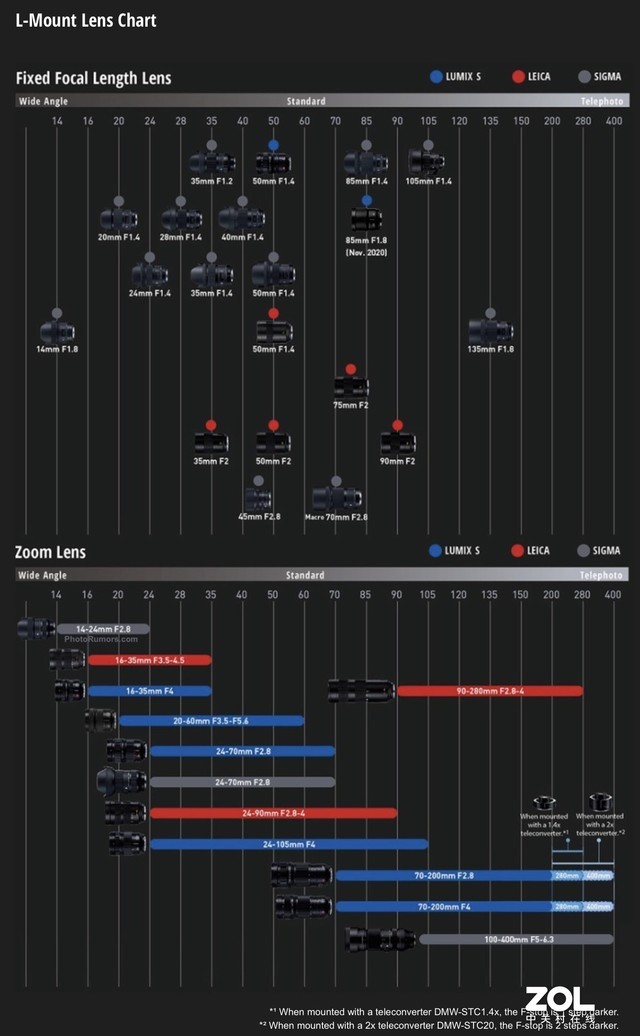 L-Mount Lens Chart
Fixed Focal Length Lens
LUMIX S LEICA SIGMA
Wide Angle Standard Telephoto
14 16 20 24 28 35 40 50 70 85 90 105 120 135 200 280 400
35mm F1.2 50mm F1.4 85mm F1.4 105mm F1.4
20mm F1.4 28mm F1.4 40mm F1.4 85mm F1.8
(Nov. 2020)
24mm F1.4 35mm F1.4 50mm F1.4
14mm F1.8 50mm F1.4 135mm F1.8
75mm F2
35mm F2 50mm F2 90mm F2
45mm F2.8 Macro 70mm F2.8
Zoom Lens
LUMIX S LEICA SIGMA
Wide Angle Standard Telephoto
14 16 20 24 28 35 40 50 70 85 90 105 120 135 150 200 280 400
14-24mm F2.8
PhotoRumors.com
16-35mm F3.5-4.5
16-35mm F4 90-280mm F2.8-4
20-60mm F3.5-F5.6
24-70mm F2.8
24-70mm F2.8
24-90mm F2.8-4
When mounted with a 1.4x teleconverter.*1
When mounted with a 2x teleconverter.*2
24-105mm F4
70-200mm F2.8 280mm 400mm
70-200mm F4 280mm 400mm
100-400mm F5-6.3
ZOL
中关村在线
*1 When mounted with a teleconverter DMW-STC1.4x, the F-stop is 1 step darker.
*2 When mounted with a 2x teleconverter DMW-STC20, the F-stop is 2 steps darker.